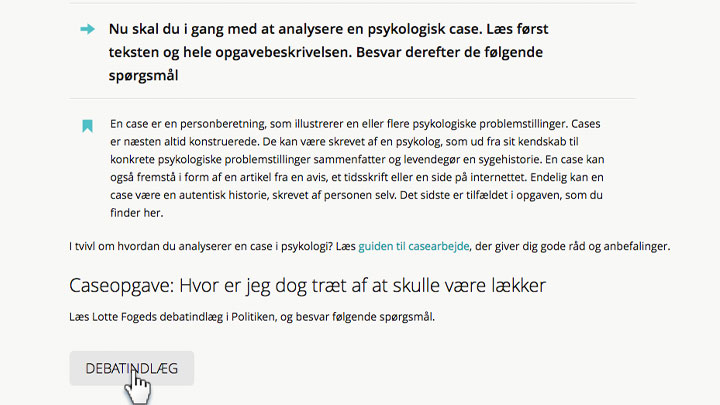 Nu skal du i gang med at analysere en psykologisk case. Læs først
teksten og hele opgavebeskrivelsen. Besvar derefter de følgende
spørgsmål
En case er en personberetning, som illustrerer en eller flere psykologiske problemstillinger. Cases
er næsten altid konstruerede. De kan være skrevet af en psykolog, som ud fra sit kendskab til
konkrete psykologiske problemstillinger sammenfatter og levendegør en sygehistorie. En case kan
også fremstå i form af en artikel fra en avis, et tidsskrift eller en side på internettet. Endelig kan en
case være en autentisk historie, skrevet af personen selv. Det sidste er tilfældet i opgaven, som du
finder her.
I tvivl om hvordan du analyserer en case i psykologi? Læs guiden til casearbejde, der giver dig gode råd og anbefalinger.
Caseopgave: Hvor er jeg dog træt af at skulle være lækker
Læs Lotte Fogeds debatindlæg i Politiken, og besvar følgende spørgsmål.
DEBATINDLÆG